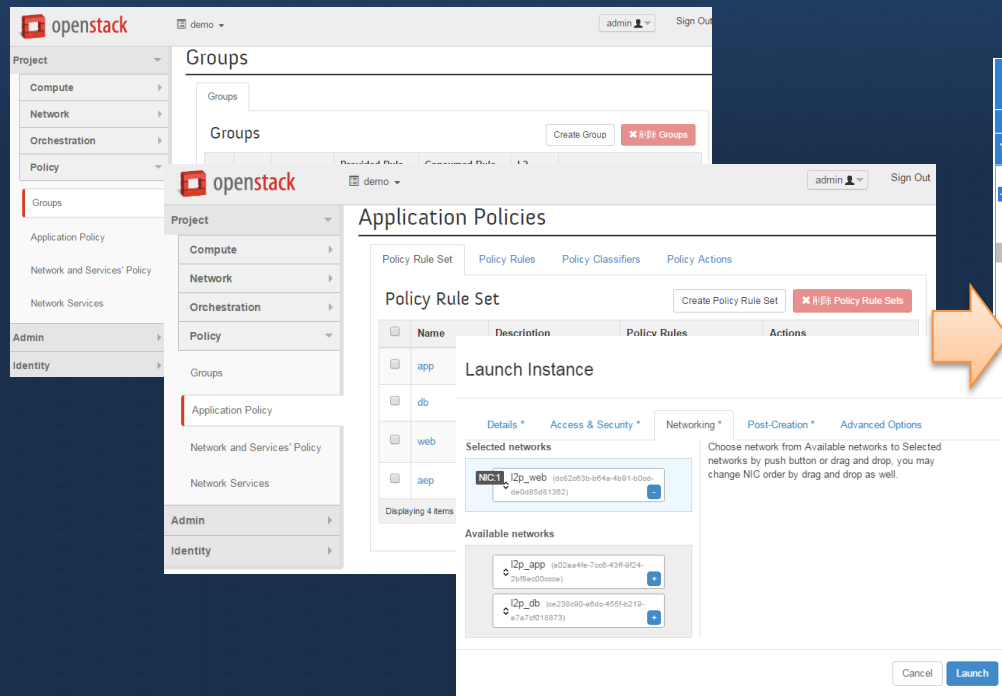 openstack
demo
admin
Sign Out
Project
Compute
Network
Orchestration
Policy
Groups
Application Policy
Network and Services' Policy
Network Services
Admin
Identity
Groups
Groups
Groups
Create Group
削除 Groups
Provided Rule
Consumed Rule
L2
openstack
demo
admin
Sign Out
Project
Compute
Network
Orchestration
Policy
Groups
Application Policy
Network and Services' Policy
Network Services
Admin
Identity
Application Policies
Policy Rule Set
Policy Rules
Policy Classifiers
Policy Actions
Policy Rule Set
Create Policy Rule Set
削除 Policy Rule Sets
Name
Description
Policy Rules
Actions
app
db
web
aep
Displaying 4 items
Launch Instance
Details *
Access & Security *
Networking *
Post-Creation *
Advanced Options
Selected networks
NIC:1
l2p_web (dc82c63b-b64a-4b91-b0cd-
de0d85d81362)
-
Available networks
l2p_app (a02aa4fe-7cc6-43ff-9f24-
2bf8ec00ccce)
+
l2p_db (ce238c90-a6dc-455f-b219-
e7a7cf018873)
+
Choose network from Available networks to Selected
networks by push button or drag and drop, you may
change NIC order by drag and drop as well.
Cancel
Launch